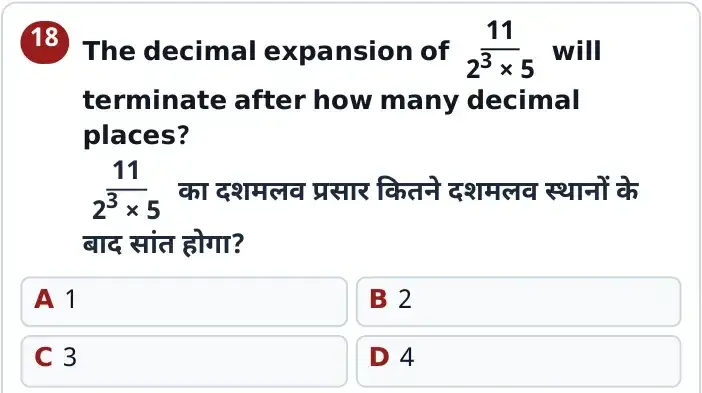 18
The decimal expansion of 11/(2³ × 5) will
terminate after how many decimal
places?
11/(2³ × 5) का दशमलव प्रसार कितने दशमलव स्थानों के
बाद सांत होगा?
A 1
B 2
C 3
D 4